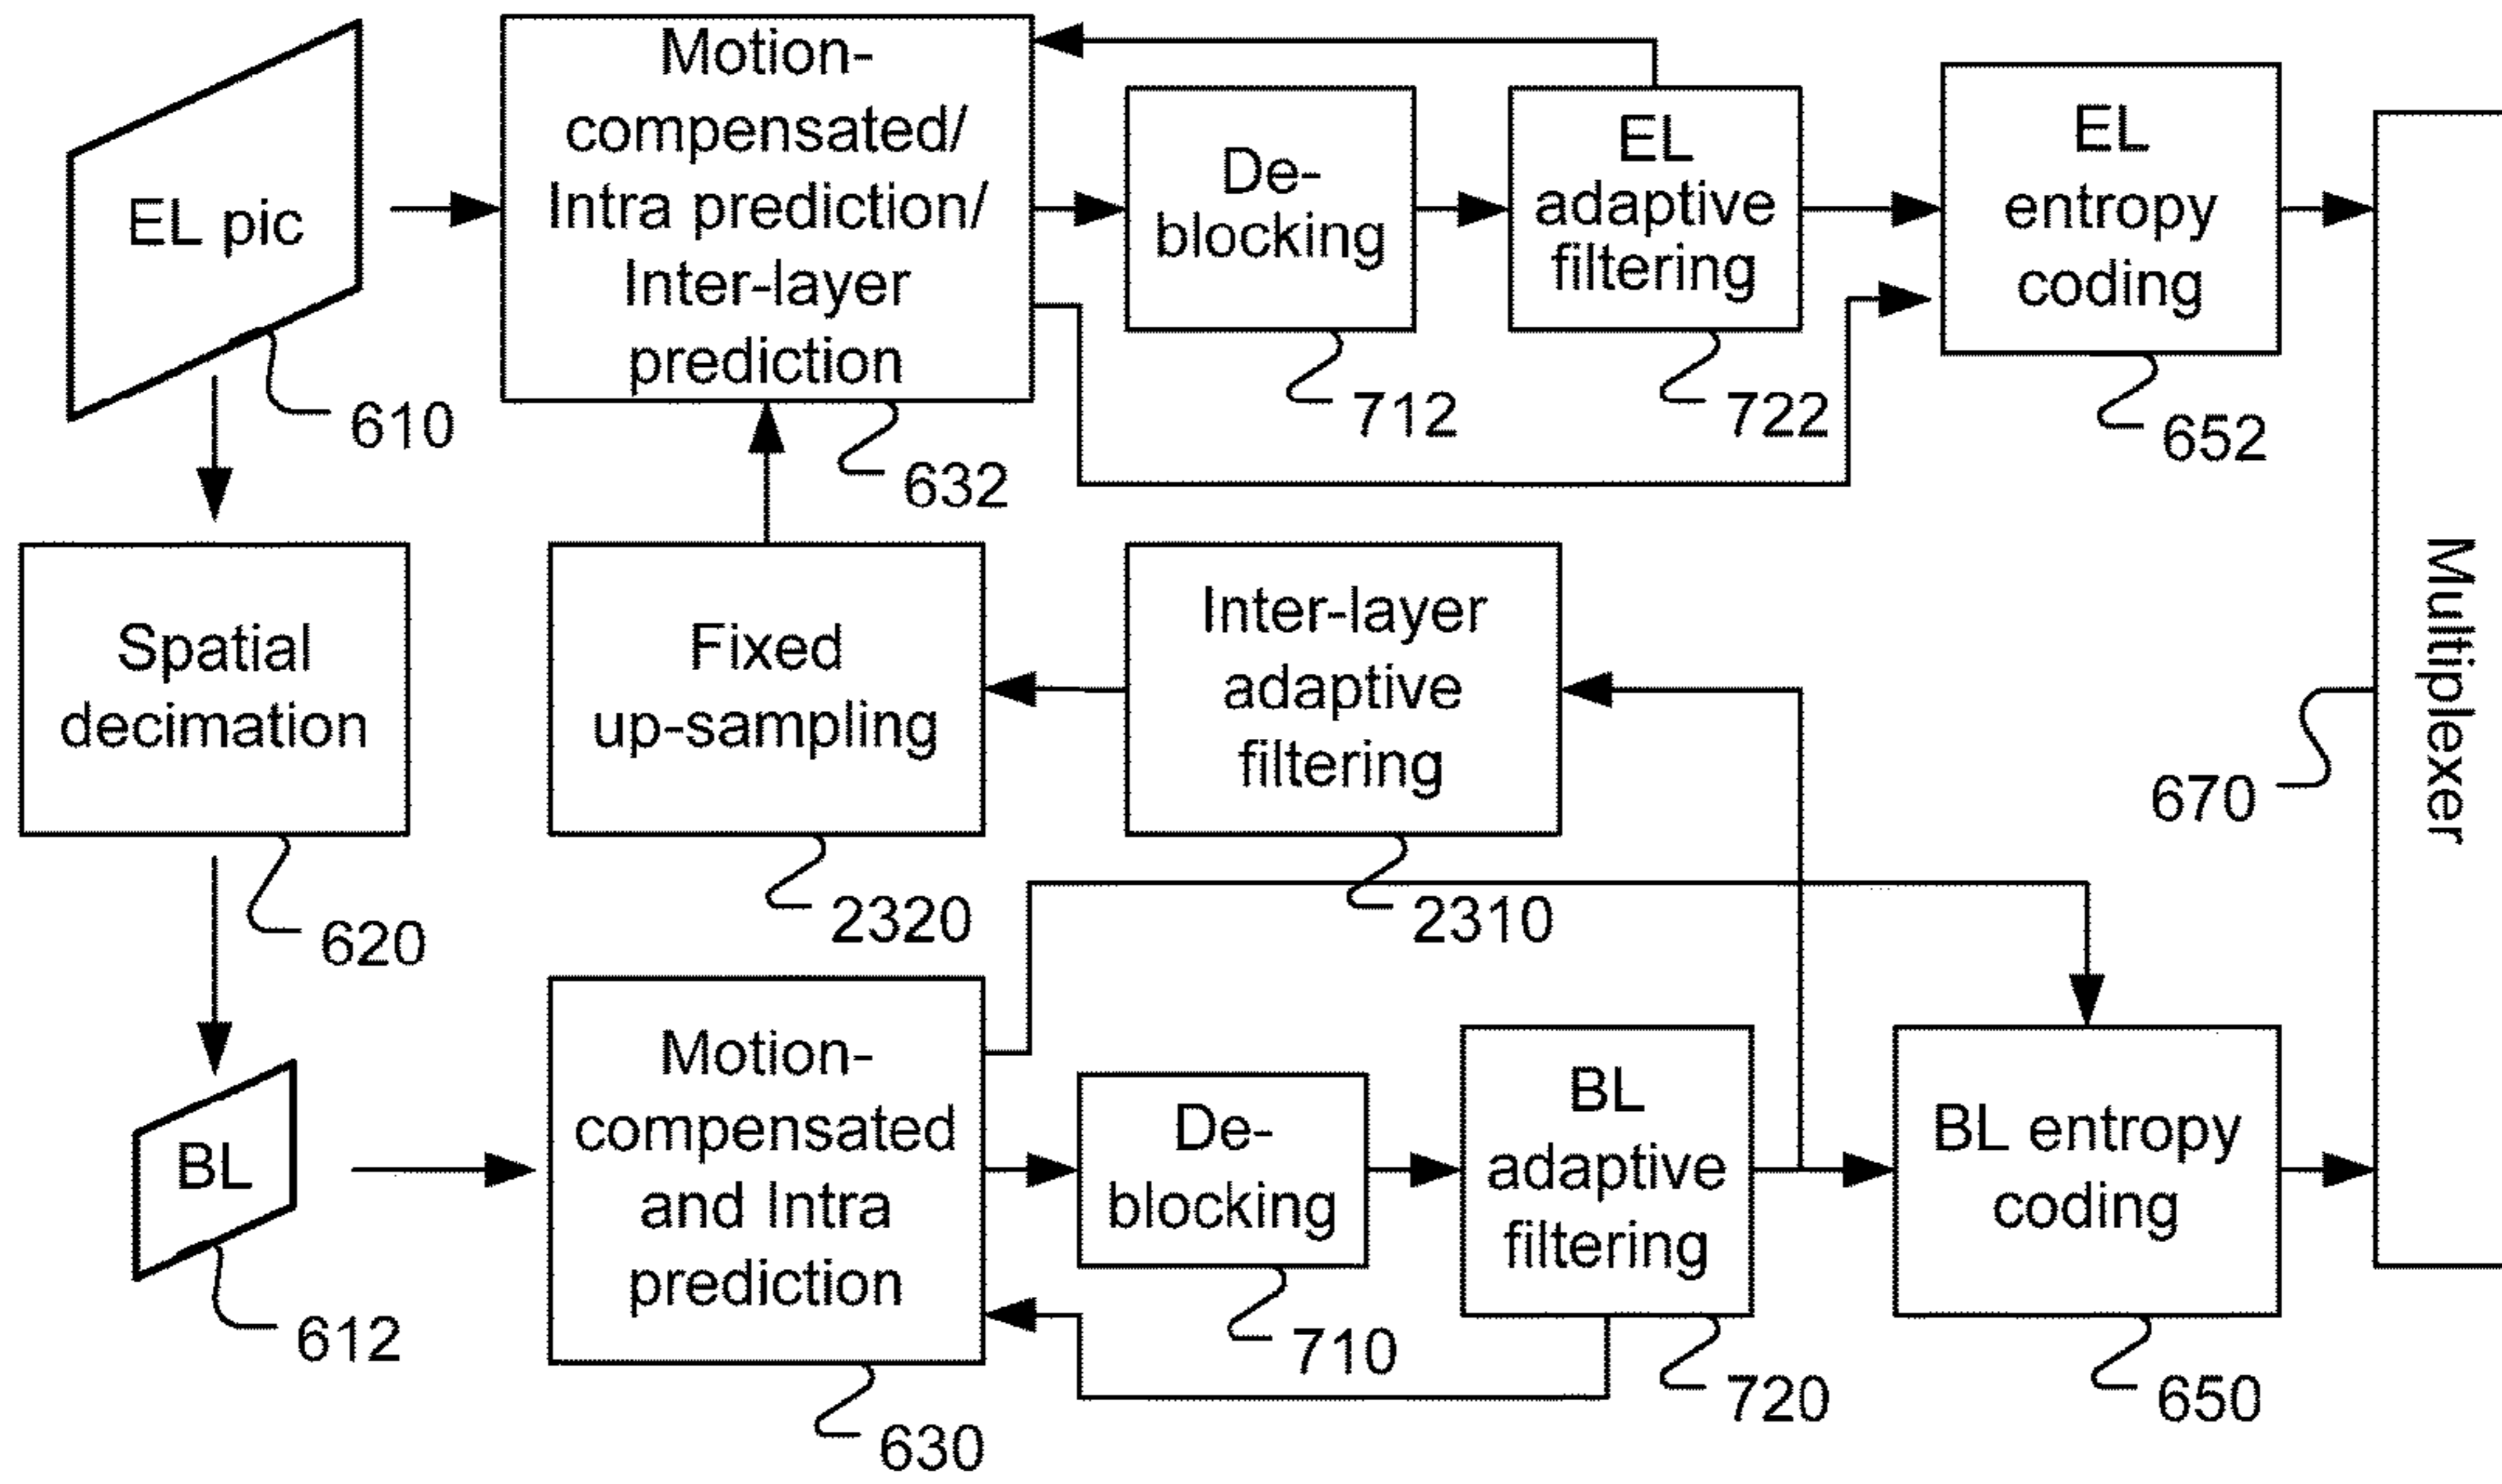 EL pic
610
Motion-
compensated/
Intra prediction/
Inter-layer
prediction
632
De-
blocking
712
EL
adaptive
filtering
722
EL
entropy
coding
652
Spatial
decimation
620
Fixed
up-sampling
2320
Inter-layer
adaptive
filtering
2310
Multiplexer
670
BL
612
Motion-
compensated
and Intra
prediction
630
De-
blocking
710
BL
adaptive
filtering
720
BL entropy
coding
650